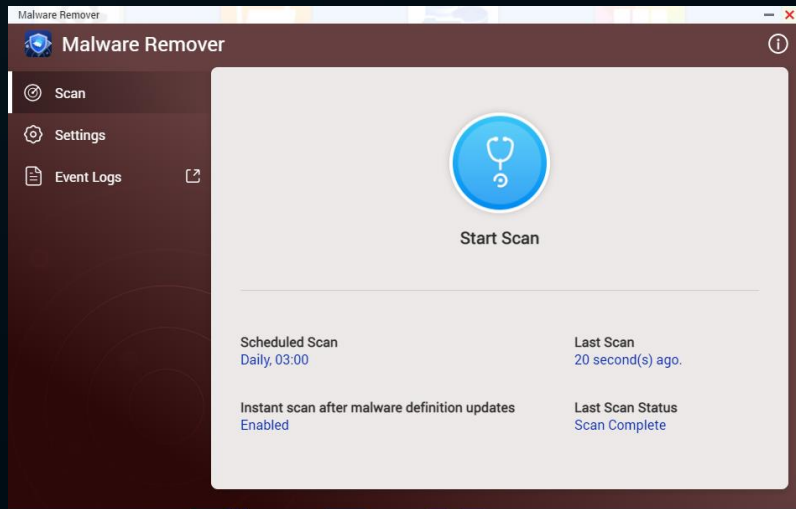 Malware Remover
Malware Remover
Scan
Settings
Event Logs
Start Scan
Scheduled Scan
Daily, 03:00
Last Scan
20 second(s) ago.
Instant scan after malware definition updates
Enabled
Last Scan Status
Scan Complete